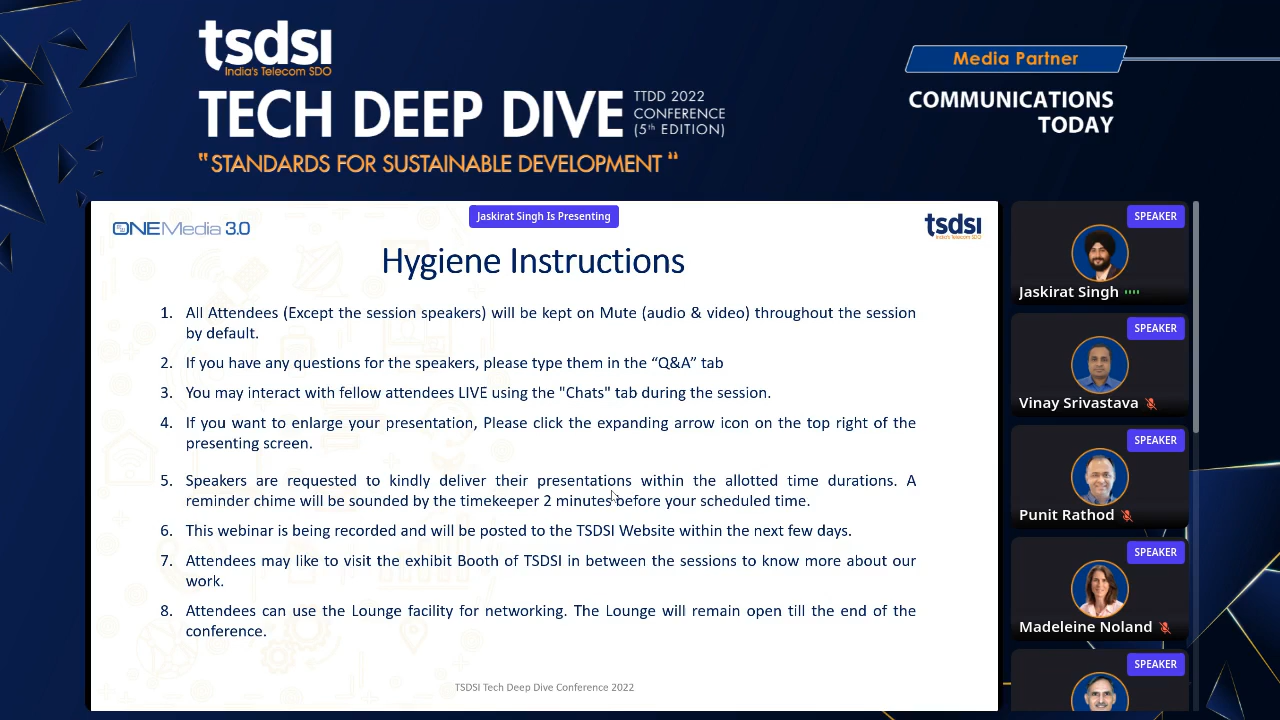 tsdsi
India's Telecom SDO
TECH DEEP DIVE
TTDD 2022
CONFERENCE
(5th EDITION)
"STANDARDS FOR SUSTAINABLE DEVELOPMENT"
Media Partner
COMMUNICATIONS
TODAY
ONEMedia 3.0
Jaskirat Singh Is Presenting
tsdsi
India's Telecom SDO
Hygiene Instructions
1. All Attendees (Except the session speakers) will be kept on Mute (audio & video) throughout the session
by default.
2. If you have any questions for the speakers, please type them in the “Q&A” tab
3. You may interact with fellow attendees LIVE using the "Chats" tab during the session.
4. If you want to enlarge your presentation, Please click the expanding arrow icon on the top right of the
presenting screen.
5. Speakers are requested to kindly deliver their presentations within the allotted time durations. A
reminder chime will be sounded by the timekeeper 2 minutes before your scheduled time.
6. This webinar is being recorded and will be posted to the TSDSI Website within the next few days.
7. Attendees may like to visit the exhibit Booth of TSDSI in between the sessions to know more about our
work.
8. Attendees can use the Lounge facility for networking. The Lounge will remain open till the end of the
conference.
TSDSI Tech Deep Dive Conference 2022
SPEAKER
Jaskirat Singh
SPEAKER
Vinay Srivastava
SPEAKER
Punit Rathod
SPEAKER
Madeleine Noland
SPEAKER